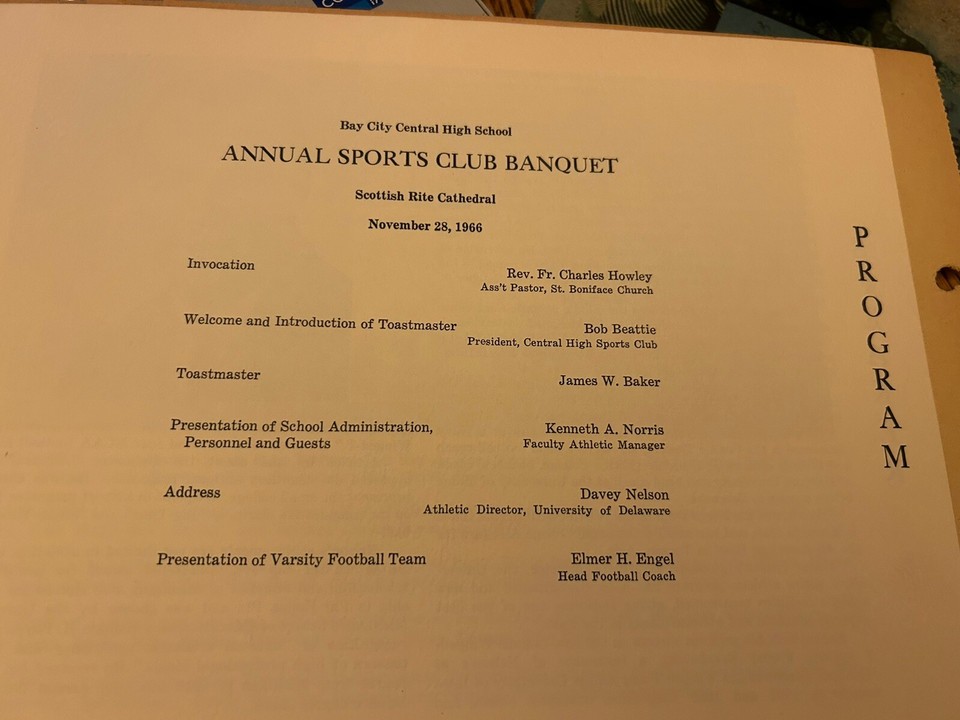 Bay City Central High School
ANNUAL SPORTS CLUB BANQUET
Scottish Rite Cathedral
November 28, 1966
Invocation
Rev. Fr. Charles Howley
Ass't Pastor, St. Boniface Church
Welcome and Introduction of Toastmaster
Bob Beattie
President, Central High Sports Club
Toastmaster
James W. Baker
Presentation of School Administration,
Personnel and Guests
Kenneth A. Norris
Faculty Athletic Manager
Address
Davey Nelson
Athletic Director, University of Delaware
Presentation of Varsity Football Team
Elmer H. Engel
Head Football Coach
PROGRAM